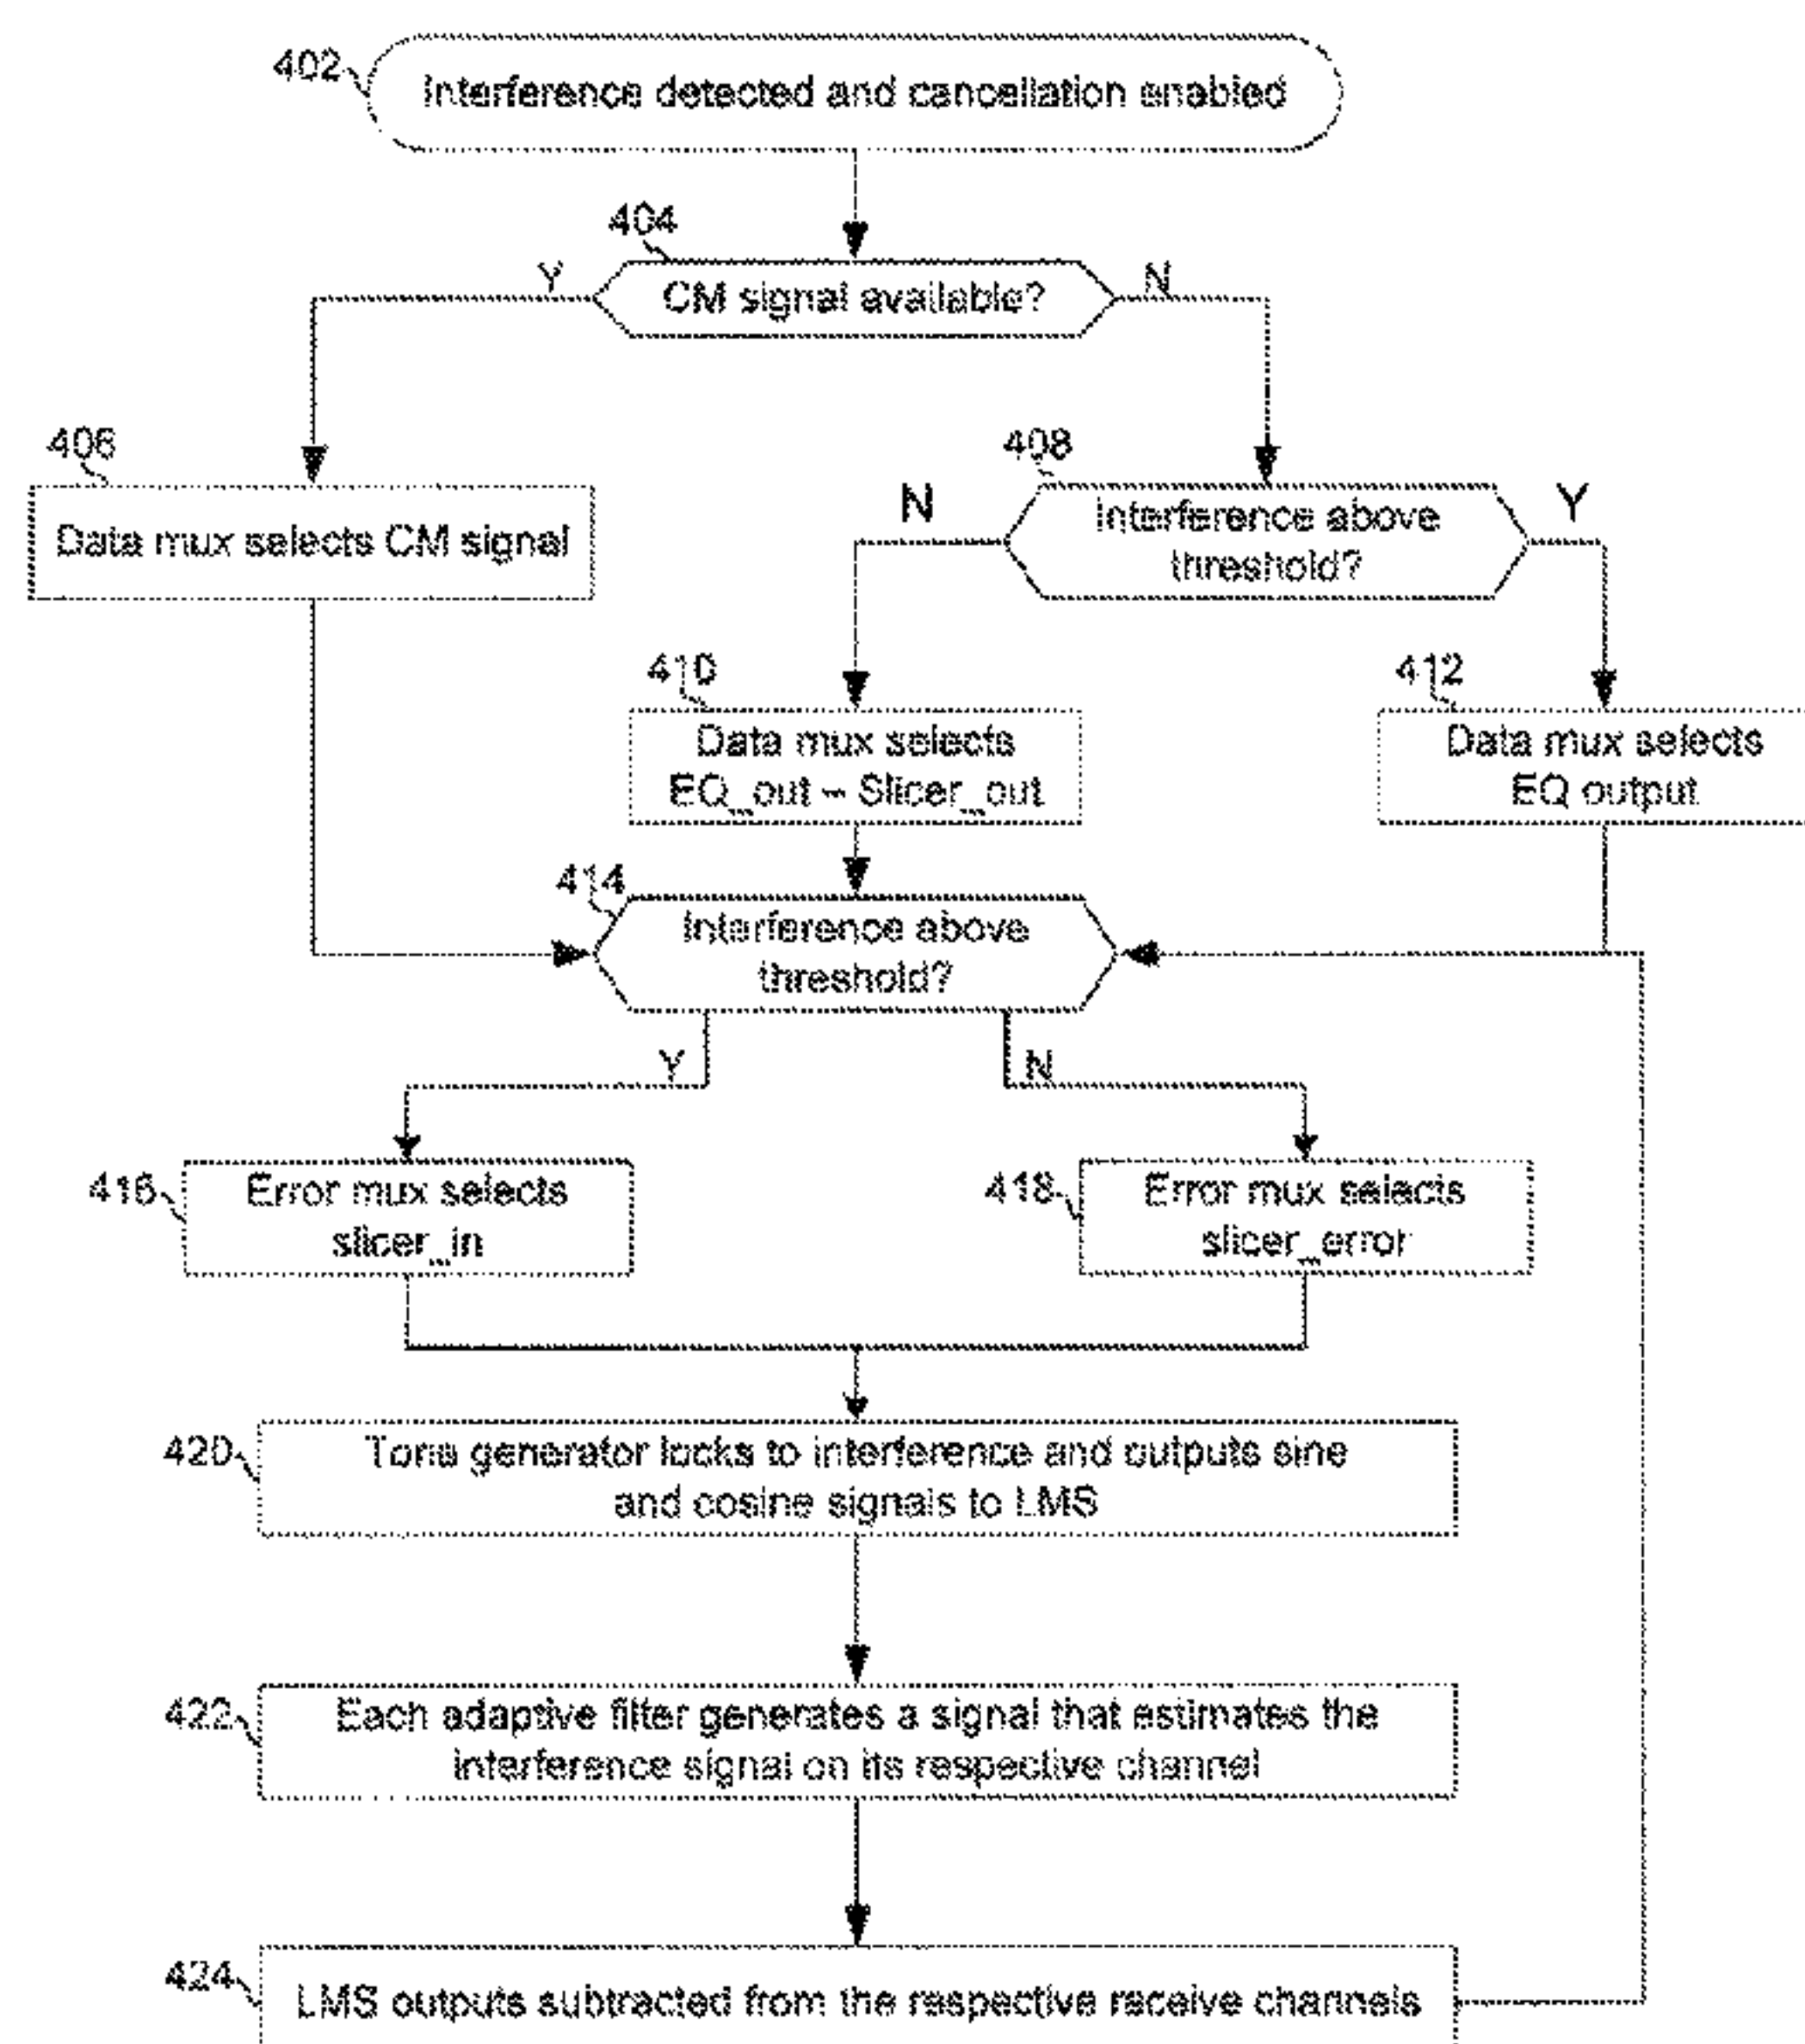 402
Interference detected and cancellation enabled
404
Y
CM signal available?
N
406
Data mux selects CM signal
408
N
Interference above
threshold?
Y
410
Data mux selects
EQ_out – Slicer_out
412
Data mux selects
EQ output
414
Interference above
threshold?
Y
N
416
Error mux selects
slicer_in
418
Error mux selects
slicer_error
420
Tone generator locks to interference and outputs sine
and cosine signals to LMS
422
Each adaptive filter generates a signal that estimates the
interference signal on its respective channel
424
LMS outputs subtracted from the respective receive channels